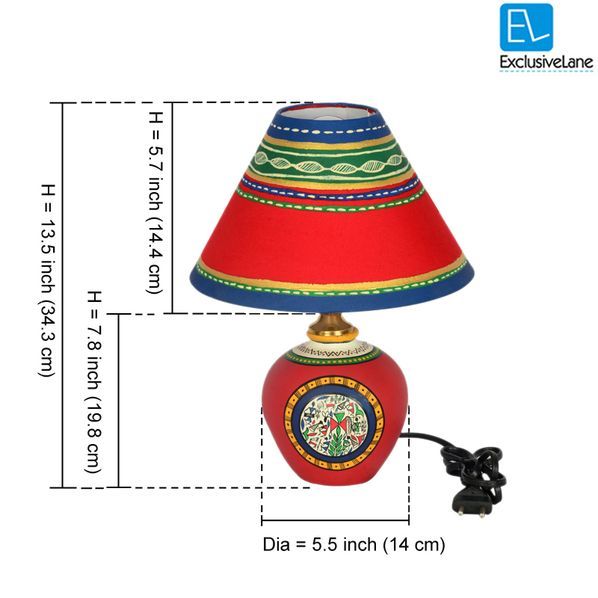 EL
ExclusiveLane
H = 5.7 inch (14.4 cm)
H = 13.5 inch (34.3 cm)
H = 7.8 inch (19.8 cm)
Dia = 5.5 inch (14 cm)